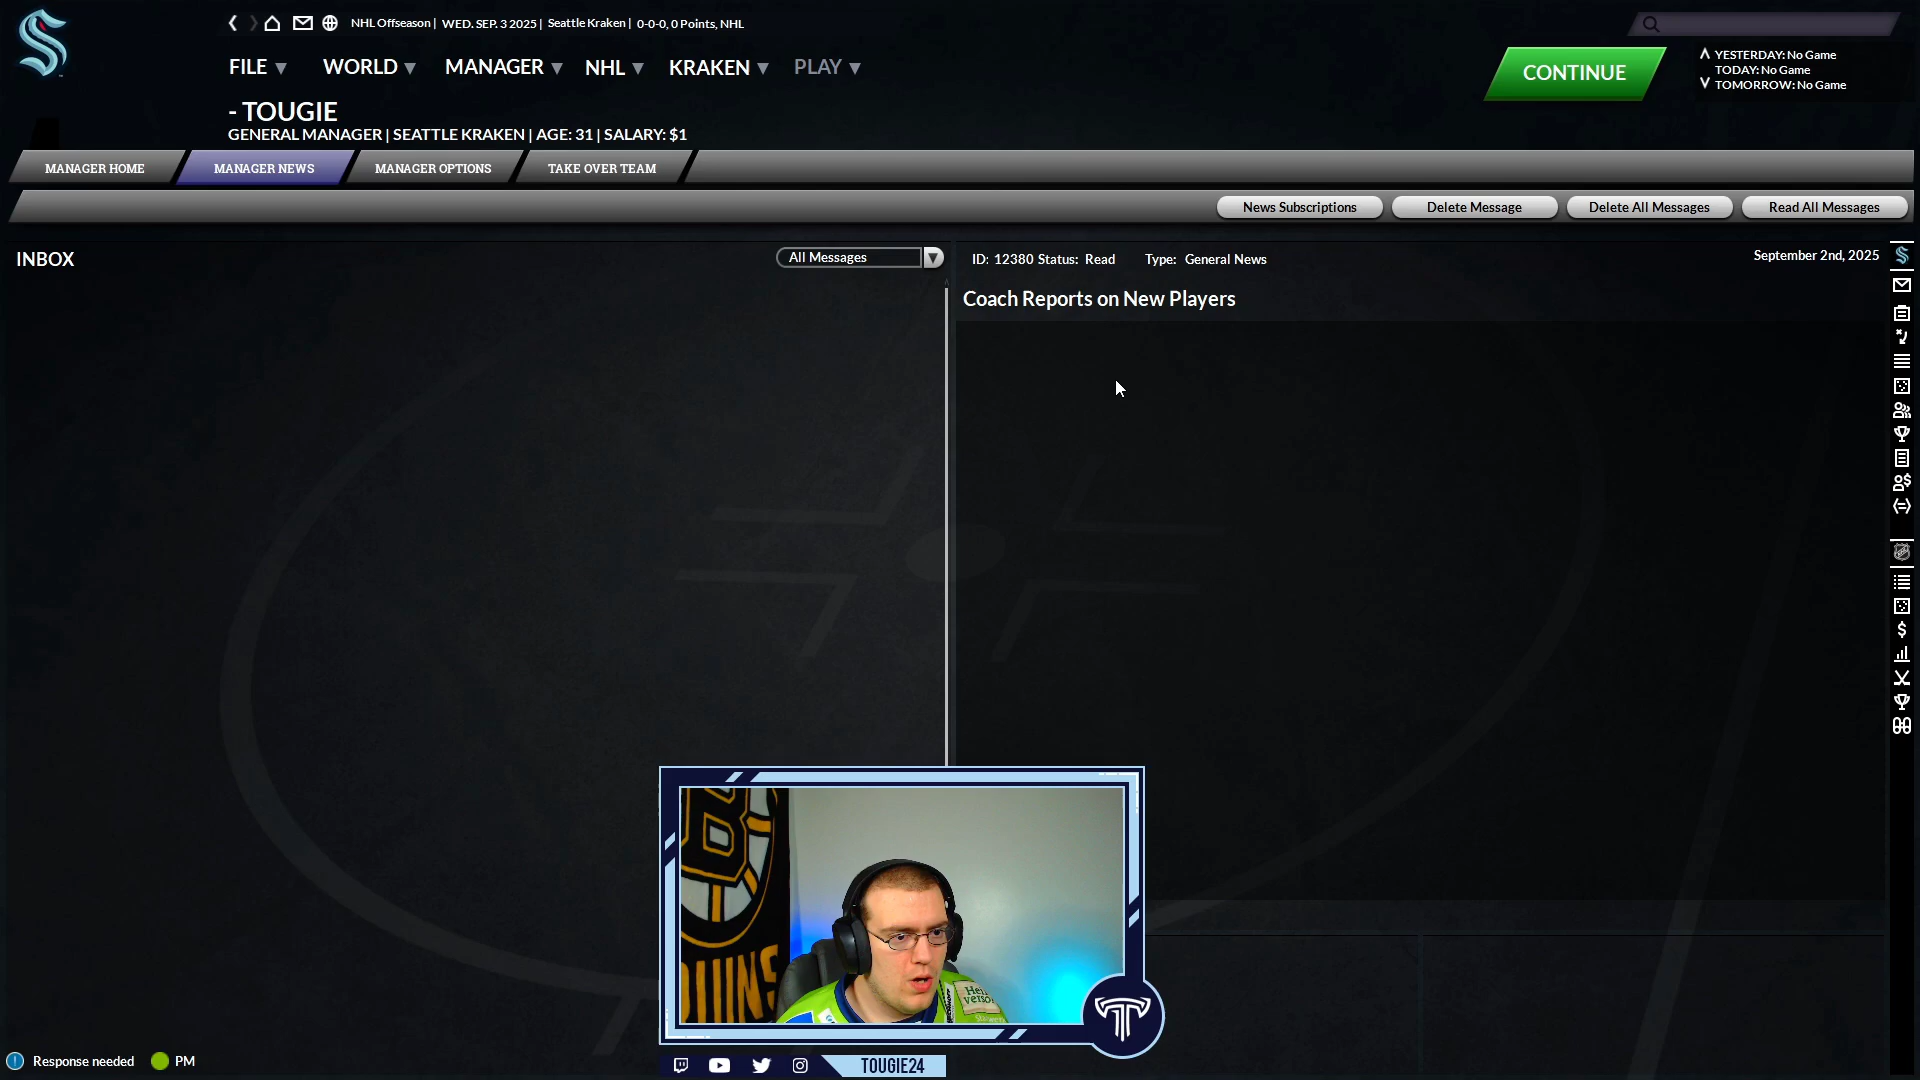 NHL Offseason | WED. SEP. 3 2025 | Seattle Kraken | 0-0-0, 0 Points, NHL
FILE WORLD MANAGER NHL KRAKEN PLAY
CONTINUE
YESTERDAY: No Game
TODAY: No Game
TOMORROW: No Game
- TOUGIE
GENERAL MANAGER | SEATTLE KRAKEN | AGE: 31 | SALARY: $1
MANAGER HOME MANAGER NEWS MANAGER OPTIONS TAKE OVER TEAM
News Subscriptions Delete Message Delete All Messages Read All Messages
INBOX All Messages
ID: 12380 Status: Read Type: General News September 2nd, 2025
Coach Reports on New Players
B
Response needed PM
TOUGIE24